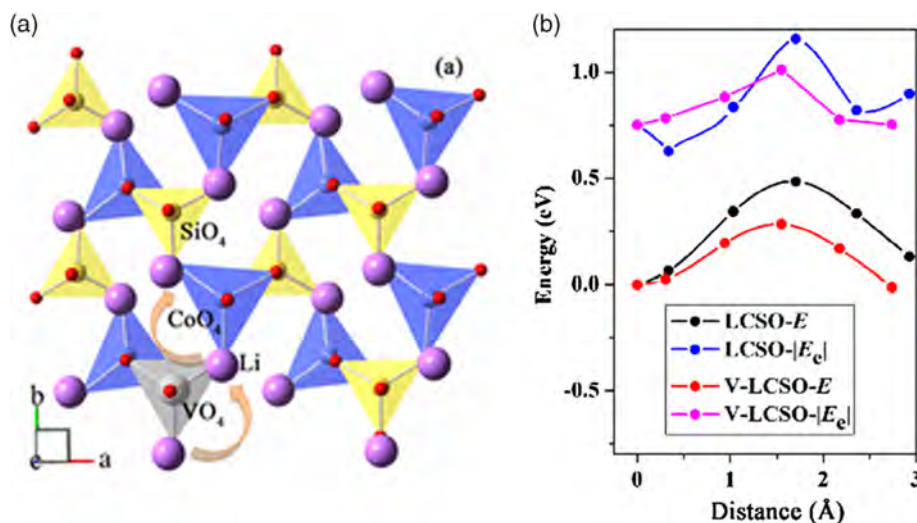 (a)
(a)
SiO4
CoO4
Li
VO4
b
a
(b)
1.0
0.5
0.0
-0.5
Energy (eV)
LCSO-E
LCSO-|Ee|
V-LCSO-E
V-LCSO-|Ee|
0
1
2
3
Distance (Å)